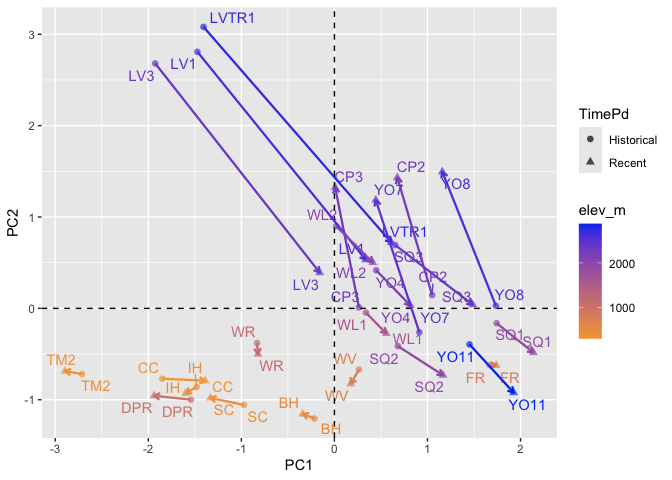 LVTR1
3
LV1
LV3
2
CP3
CP2
YO7
YO8
1
WL2
PC2
LVTR1
LV1
SQ3
WL2
YO4
CP2
LV3
CP3
SQ3
YO8
0
WL1
YO4
YO7
WR
WL1
SQ1
SQ1
TM2
CC
IH
WR
WV
SQ2
YO11
TM2
IH
CC
WV
SQ2
FR
FR
-1
DPR
DPR
SC
SC
BH
BH
YO11
-3
-2
-1
0
1
2
PC1
TimePd
Historical
Recent
elev_m
2000
1000